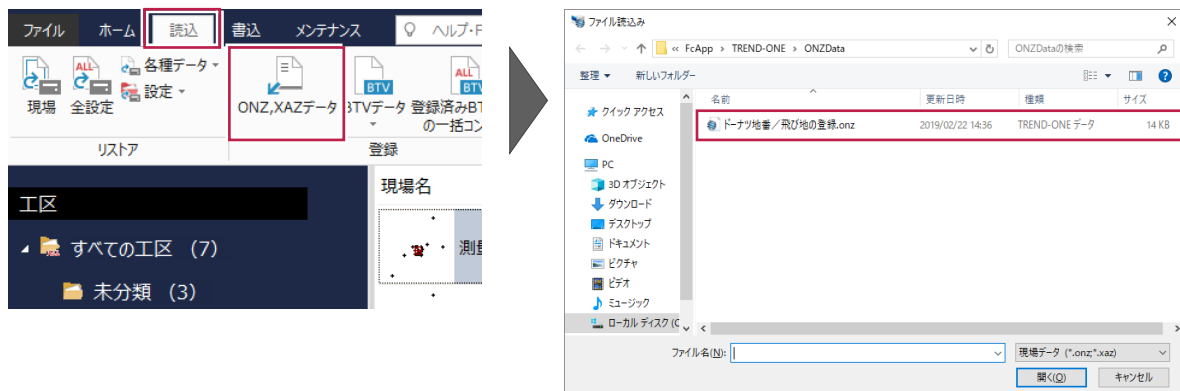 ファイル ホーム 読込 書込 メンテナンス ヘルプ・F
現場
ALL 全設定
各種データ
設定
ONZ,XAZデータ
BTV
BTVデータ
ALL BTV
登録済みBT
の一括コン
リストア 登録
工区
現場名
すべての工区 (7)
測量
未分類 (3)
ファイル読込み
« FcApp › TREND-ONE › ONZData
ONZDataの検索
整理 新しいフォルダー
名前 更新日時 種類 サイズ
ドーナツ地番／飛び地の登録.onz 2019/02/22 14:36 TREND-ONE データ 14 KB
クイック アクセス
OneDrive
PC
3D オブジェクト
ダウンロード
デスクトップ
ドキュメント
ピクチャ
ビデオ
ミュージック
ローカル ディスク (C
ファイル名(N):
現場データ (*.onz;*.xaz)
開く(O) キャンセル